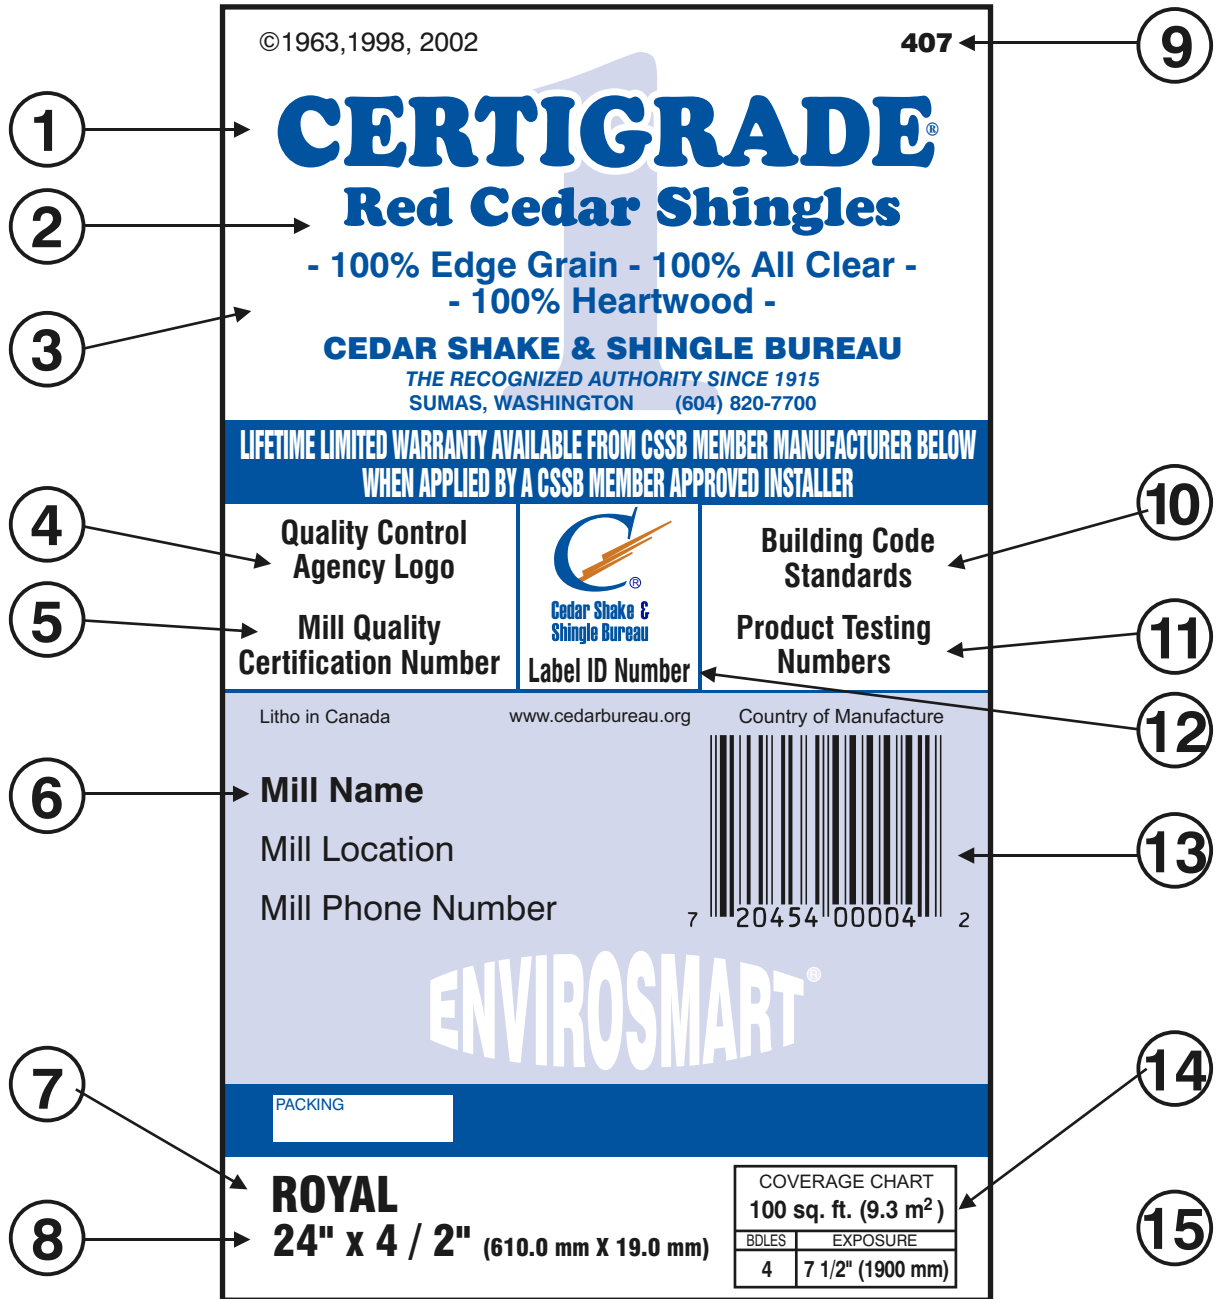 ©1963,1998, 2002
407
9
1
CERTIGRADE®
2
Red Cedar Shingles
- 100% Edge Grain - 100% All Clear -
- 100% Heartwood -
3
CEDAR SHAKE & SHINGLE BUREAU
THE RECOGNIZED AUTHORITY SINCE 1915
SUMAS, WASHINGTON (604) 820-7700
1
LIFETIME LIMITED WARRANTY AVAILABLE FROM CSSB MEMBER MANUFACTURER BELOW
WHEN APPLIED BY A CSSB MEMBER APPROVED INSTALLER
4
Quality Control
Agency Logo
5
Mill Quality
Certification Number
C®
Cedar Shake &
Shingle Bureau
Label ID Number
Building Code
Standards
10
Product Testing
Numbers
11
12
Litho in Canada
www.cedarbureau.org
Country of Manufacture
6
Mill Name
Mill Location
Mill Phone Number
7 20454 00004 2
13
ENVIROSMART®
PACKING
7
ROYAL
8
24" x 4 / 2" (610.0 mm X 19.0 mm)
14
COVERAGE CHART
100 sq. ft. (9.3 m²)
BDLES EXPOSURE
4 7 1/2" (1900 mm)
15